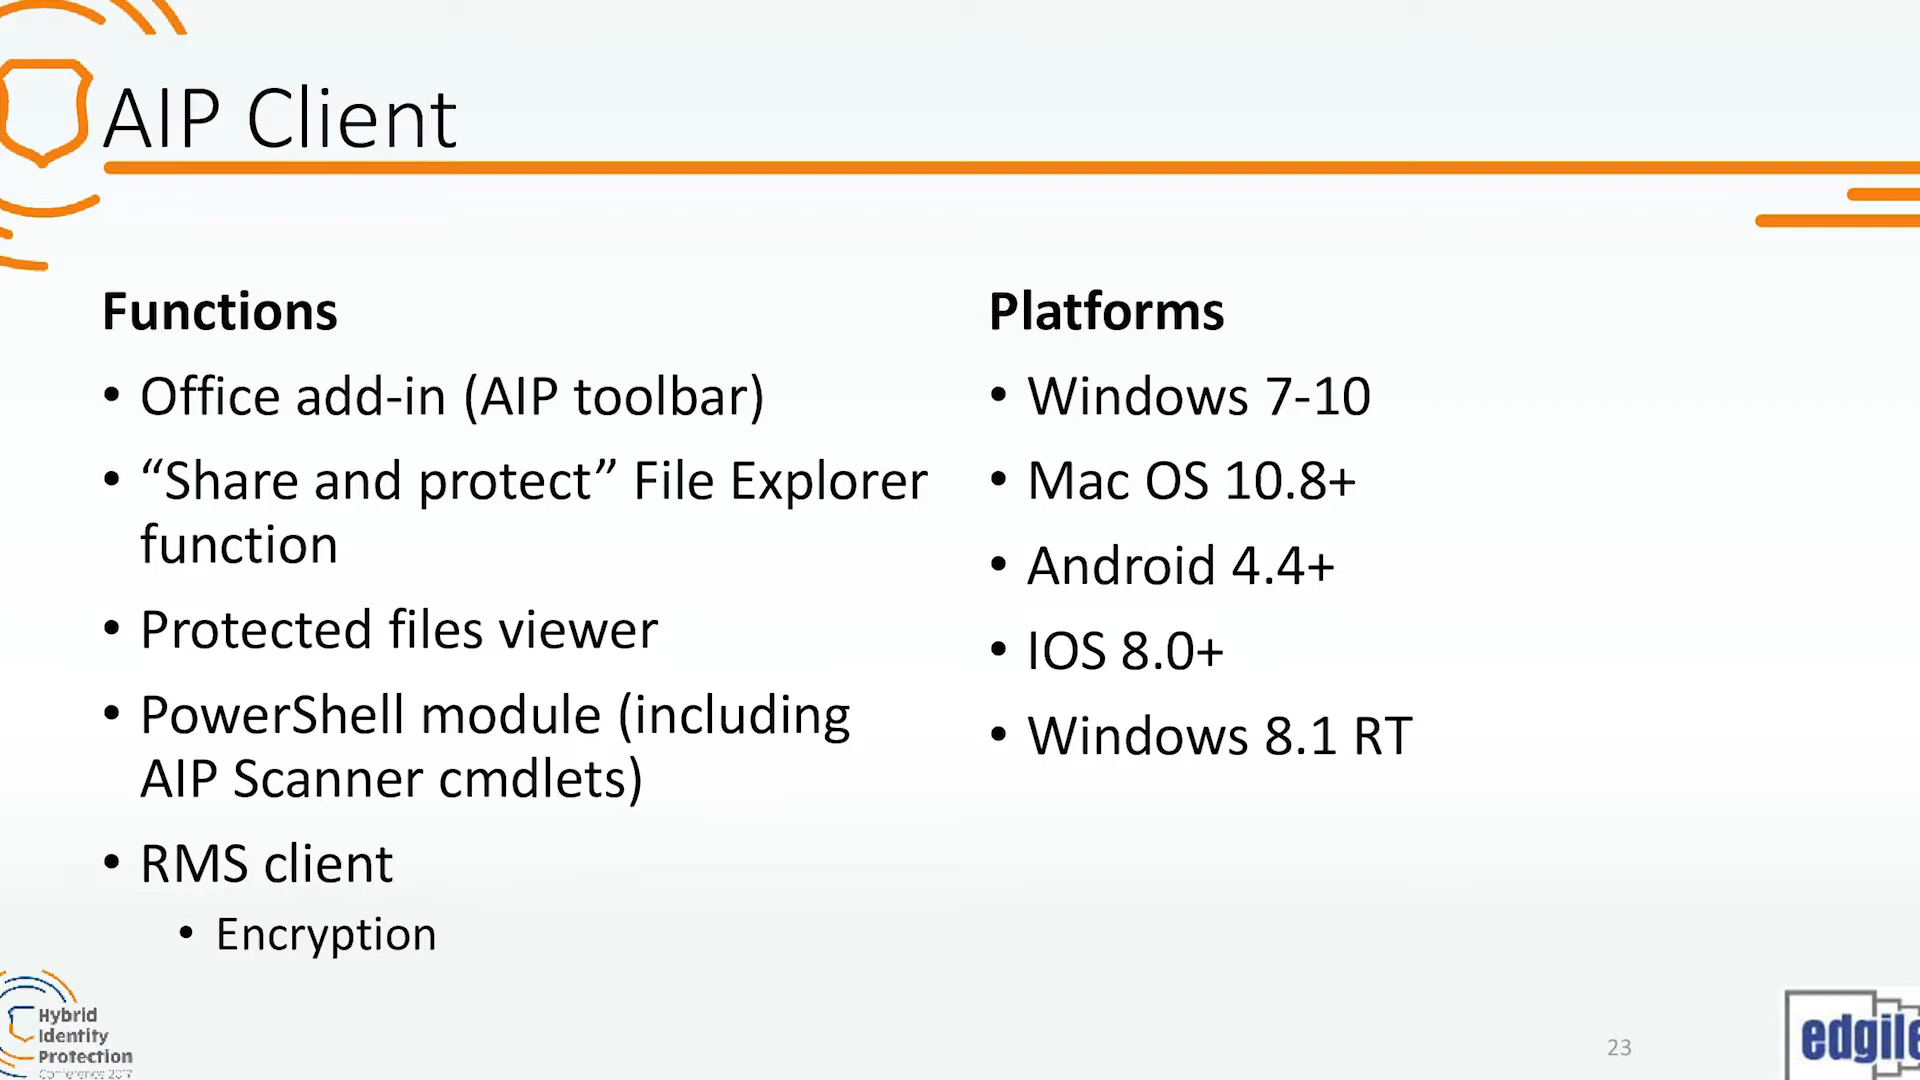 AIP Client
Functions
• Office add-in (AIP toolbar)
• “Share and protect” File Explorer
function
• Protected files viewer
• PowerShell module (including
AIP Scanner cmdlets)
• RMS client
• Encryption
Platforms
• Windows 7-10
• Mac OS 10.8+
• Android 4.4+
• IOS 8.0+
• Windows 8.1 RT
Hybrid
Identity
Protection
Conference 2017
23
edgile